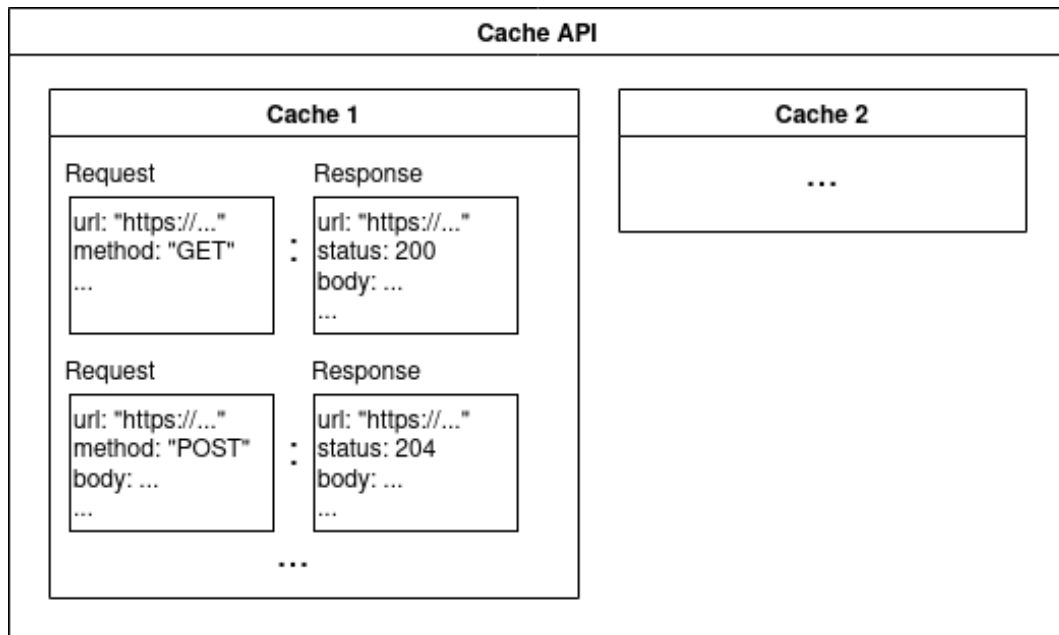 Cache API
Cache 1
Request
Response
url: "https://..."
method: "GET"
...
:
url: "https://..."
status: 200
body: ...
...
Request
Response
url: "https://..."
method: "POST"
body: ...
...
:
url: "https://..."
status: 204
body: ...
...
...
Cache 2
...